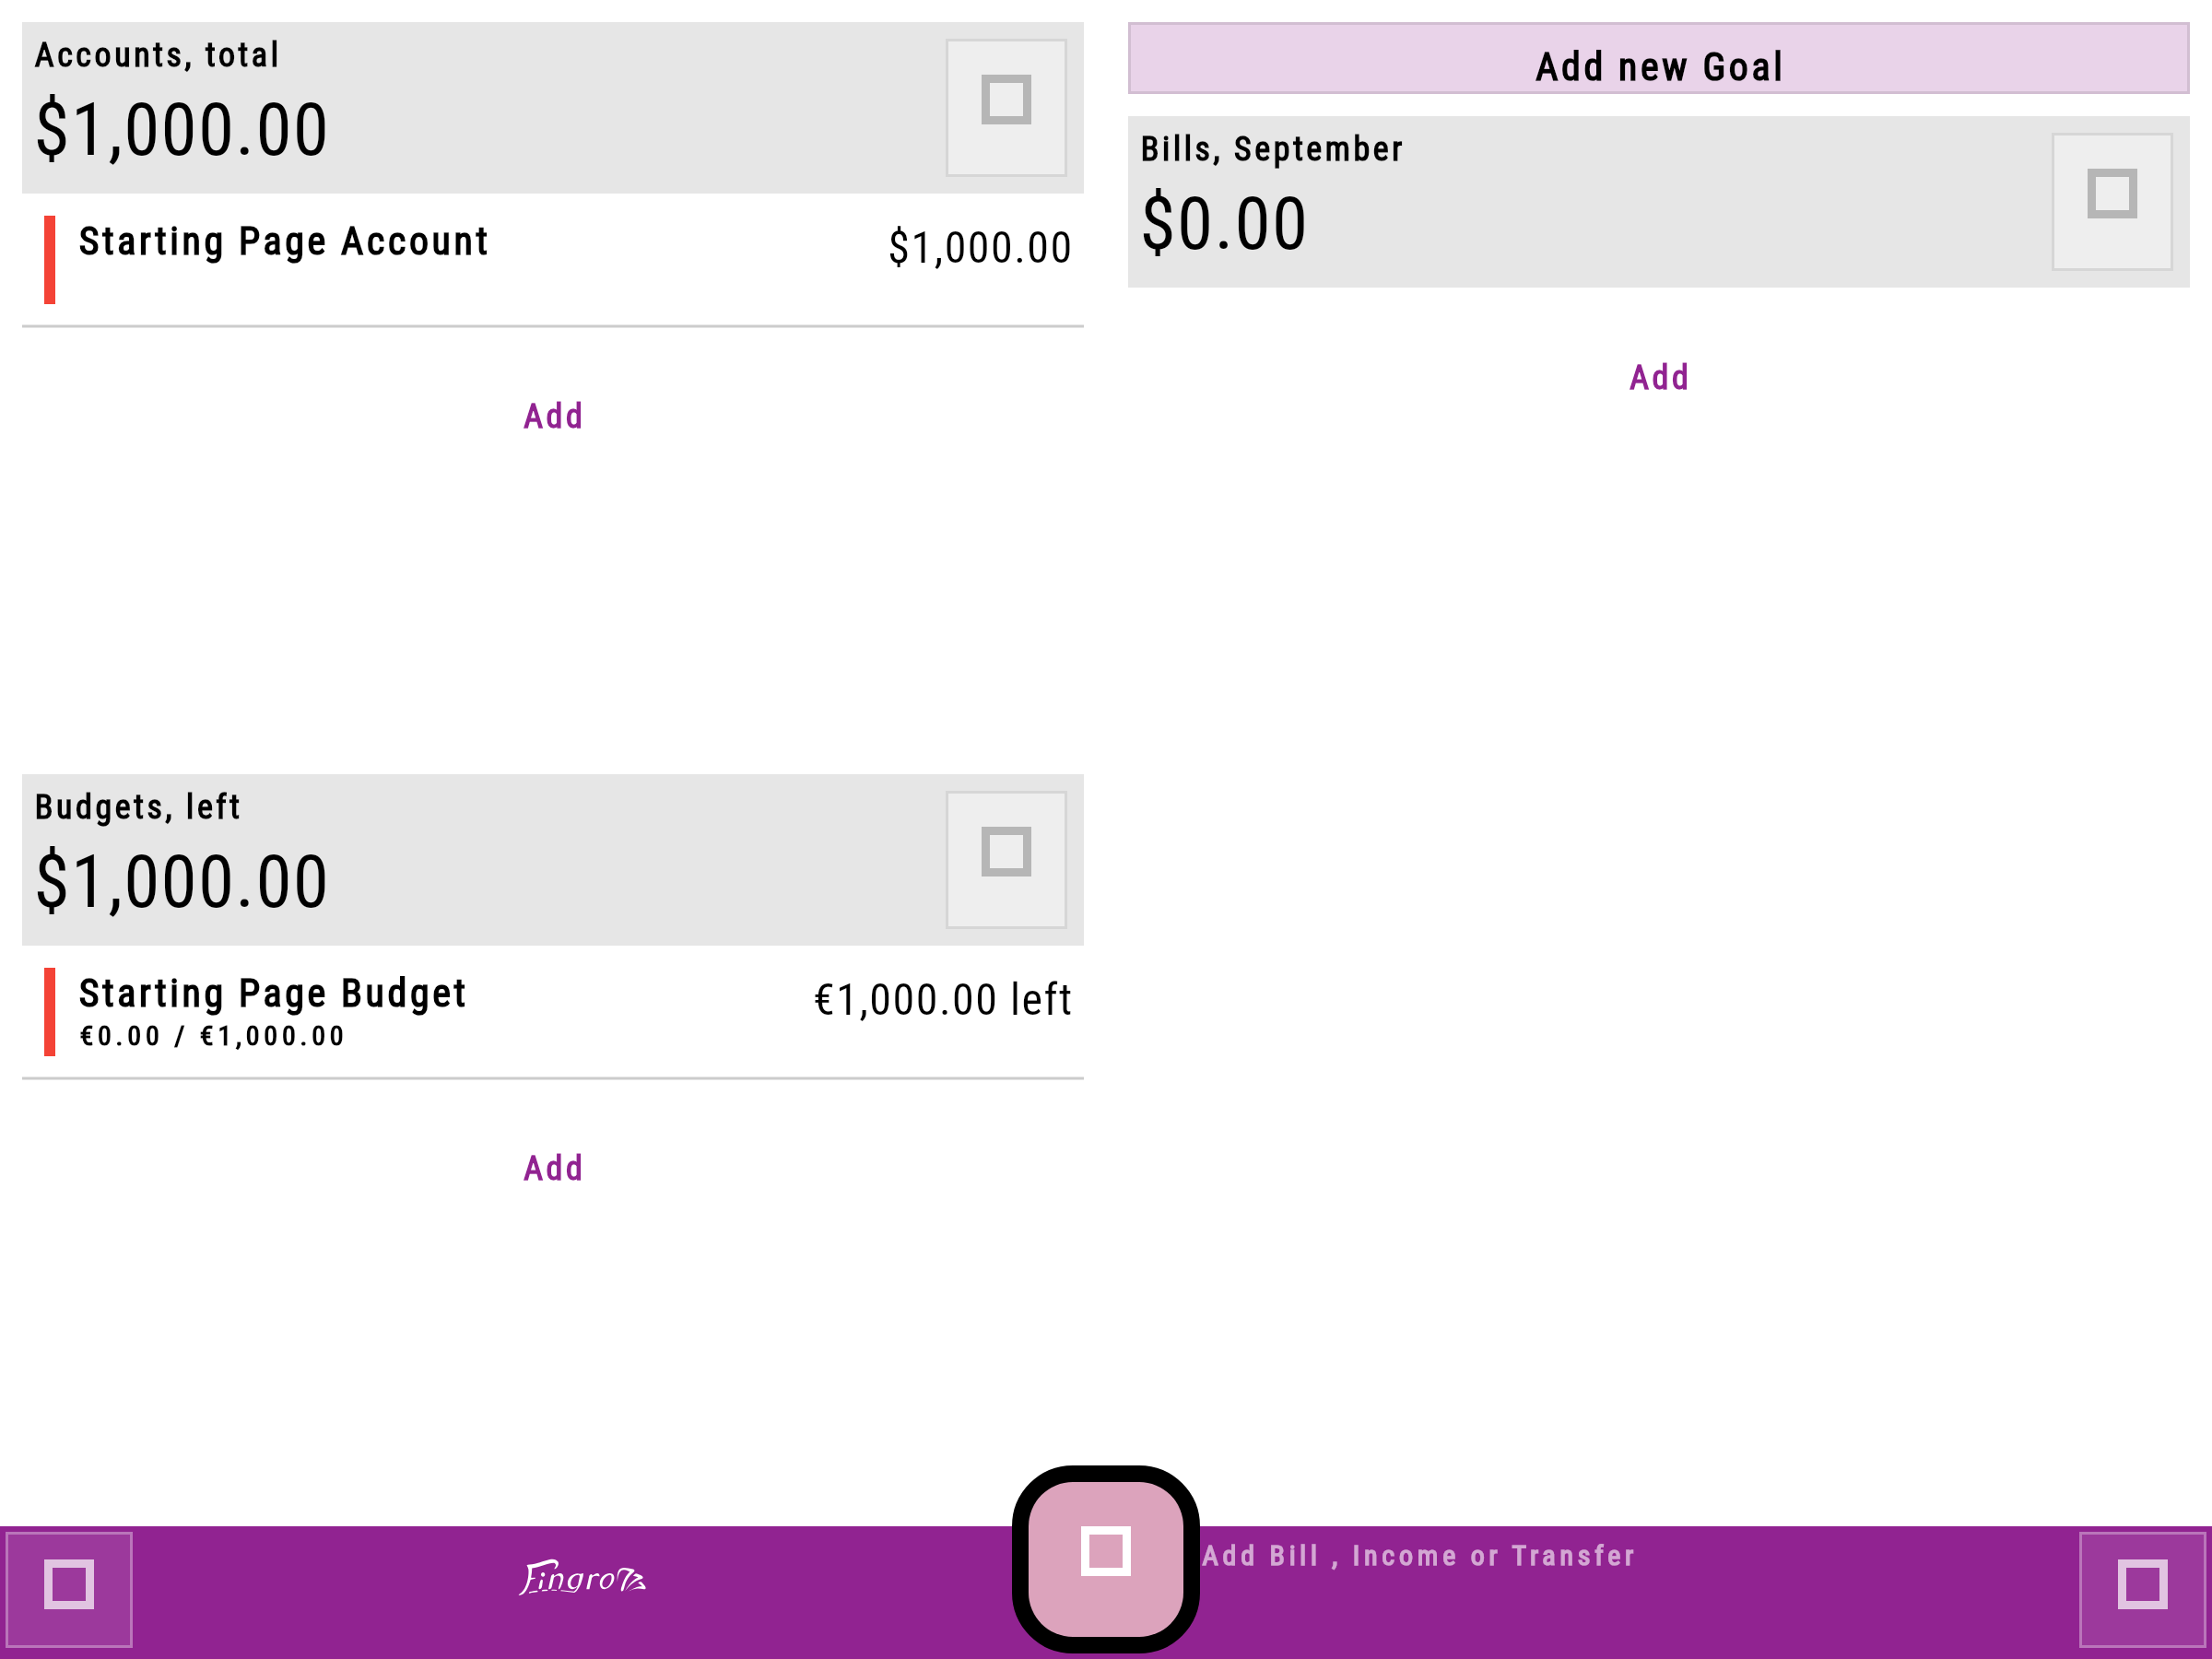 Accounts, total
$1,000.00
Starting Page Account
$1,000.00
Add
Budgets, left
$1,000.00
Starting Page Budget
€1,000.00 left
€0.00 / €1,000.00
Add
Add new Goal
Bills, September
$0.00
Add
Add Bill , Income or Transfer